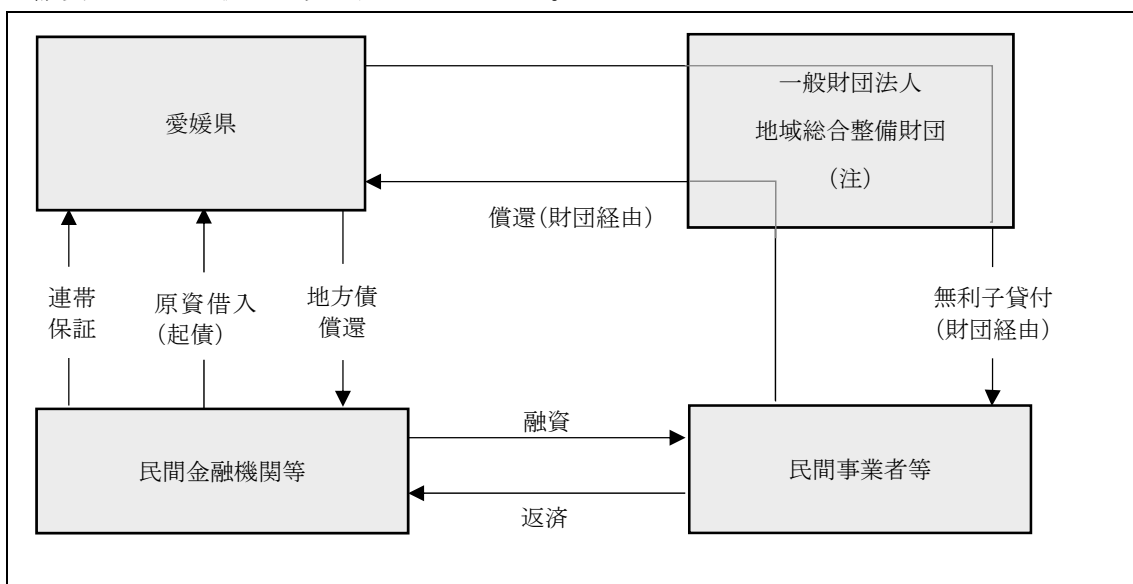 愛媛県
一般財団法人
地域総合整備財団
（注）
償還（財団経由）
連帯
保証
原資借入
（起債）
地方債
償還
無利子貸付
（財団経由）
民間金融機関等
融資
返済
民間事業者等